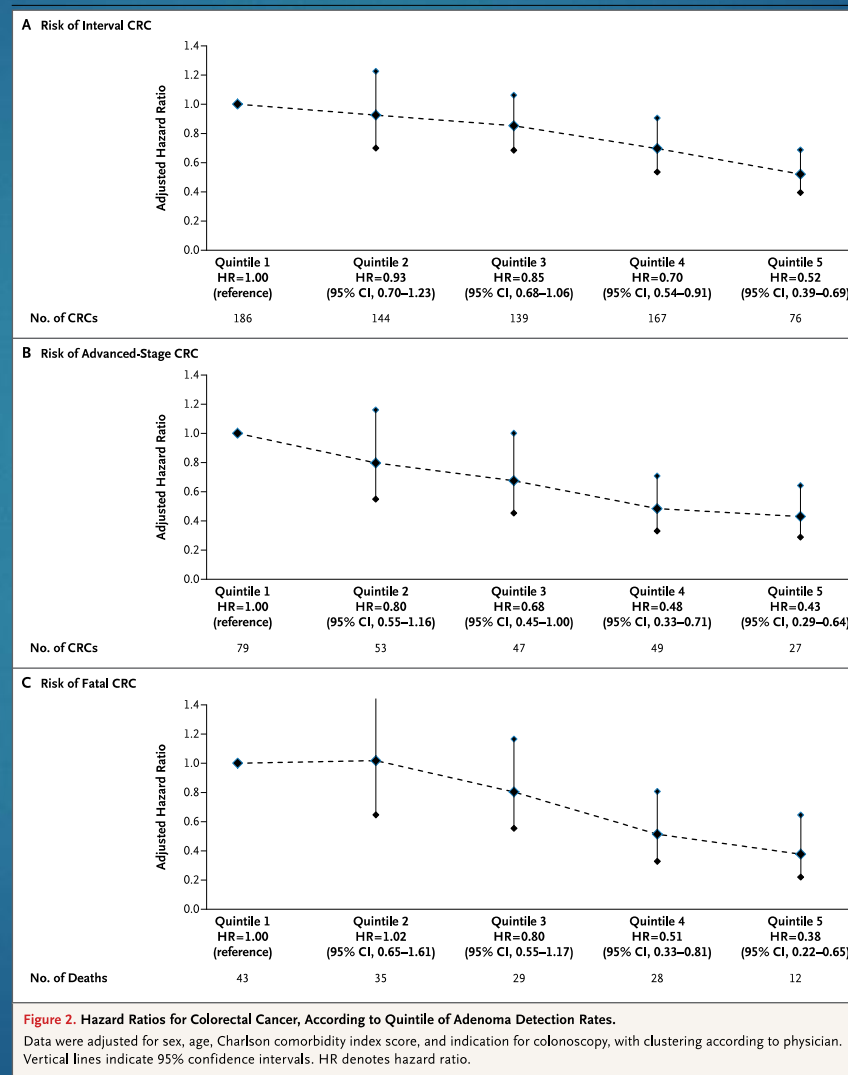 A Risk of Interval CRC
1.4
1.2
1.0
0.8
0.6
0.4
0.2
0.0
Adjusted Hazard Ratio
Quintile 1 Quintile 2 Quintile 3 Quintile 4 Quintile 5
HR=1.00 HR=0.93 HR=0.85 HR=0.70 HR=0.52
(reference) (95% CI, 0.70–1.23) (95% CI, 0.68–1.06) (95% CI, 0.54–0.91) (95% CI, 0.39–0.69)
No. of CRCs 186 144 139 167 76
B Risk of Advanced-Stage CRC
1.4
1.2
1.0
0.8
0.6
0.4
0.2
0.0
Adjusted Hazard Ratio
Quintile 1 Quintile 2 Quintile 3 Quintile 4 Quintile 5
HR=1.00 HR=0.80 HR=0.68 HR=0.48 HR=0.43
(reference) (95% CI, 0.55–1.16) (95% CI, 0.45–1.00) (95% CI, 0.33–0.71) (95% CI, 0.29–0.64)
No. of CRCs 79 53 47 49 27
C Risk of Fatal CRC
1.4
1.2
1.0
0.8
0.6
0.4
0.2
0.0
Adjusted Hazard Ratio
Quintile 1 Quintile 2 Quintile 3 Quintile 4 Quintile 5
HR=1.00 HR=1.02 HR=0.80 HR=0.51 HR=0.38
(reference) (95% CI, 0.65–1.61) (95% CI, 0.55–1.17) (95% CI, 0.33–0.81) (95% CI, 0.22–0.65)
No. of Deaths 43 35 29 28 12
Figure 2. Hazard Ratios for Colorectal Cancer, According to Quintile of Adenoma Detection Rates.
Data were adjusted for sex, age, Charlson comorbidity index score, and indication for colonoscopy, with clustering according to physician.
Vertical lines indicate 95% confidence intervals. HR denotes hazard ratio.